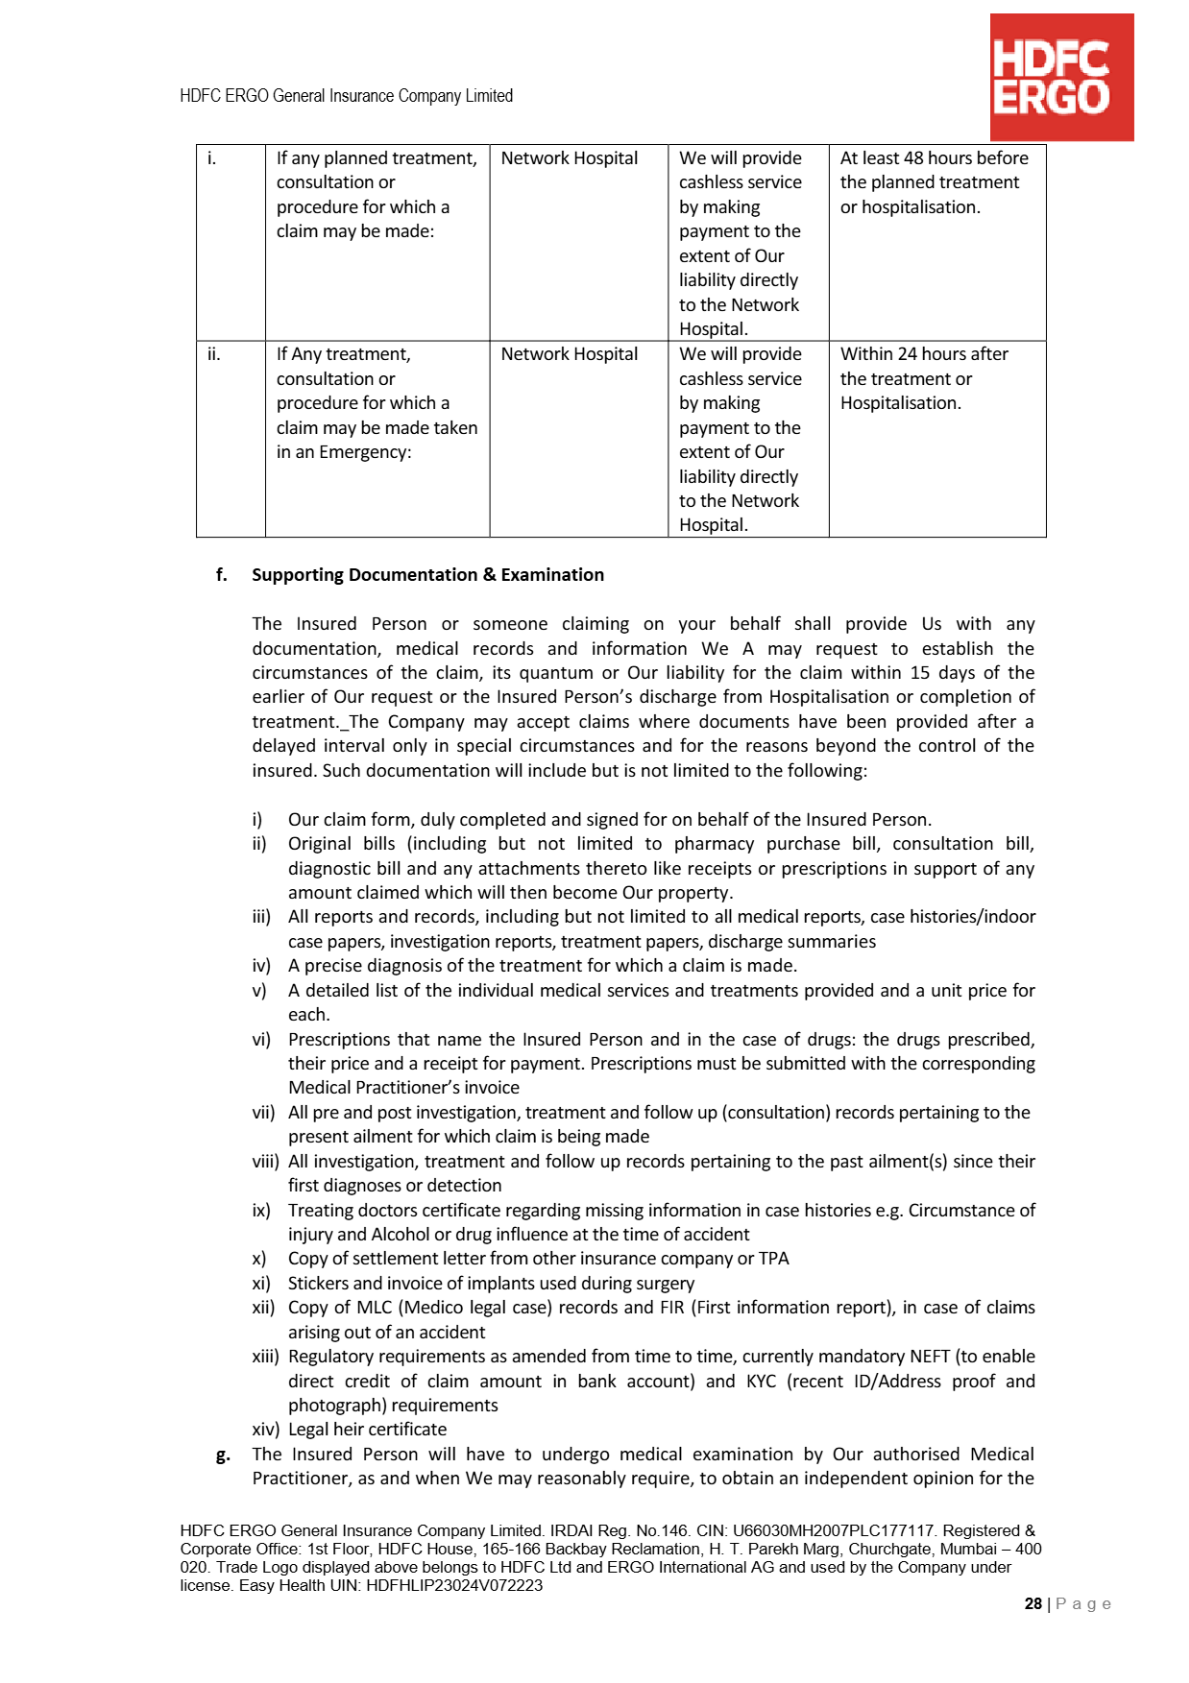 HDFC
ERGO
HDFC ERGO General Insurance Company Limited
i.
If any planned treatment,
consultation or
procedure for which a
claim may be made:
Network Hospital
We will provide
cashless service
by making
payment to the
extent of Our
liability directly
to the Network
Hospital.
At least 48 hours before
the planned treatment
or hospitalisation.
ii.
If Any treatment,
consultation or
procedure for which a
claim may be made taken
in an Emergency:
Network Hospital
We will provide
cashless service
by making
payment to the
extent of Our
liability directly
to the Network
Hospital.
Within 24 hours after
the treatment or
Hospitalisation.
f. Supporting Documentation & Examination
The Insured Person or someone claiming on your behalf shall provide Us with any
documentation, medical records and information We A may request to establish the
circumstances of the claim, its quantum or Our liability for the claim within 15 days of the
earlier of Our request or the Insured Person’s discharge from Hospitalisation or completion of
treatment._The Company may accept claims where documents have been provided after a
delayed interval only in special circumstances and for the reasons beyond the control of the
insured. Such documentation will include but is not limited to the following:
i) Our claim form, duly completed and signed for on behalf of the Insured Person.
ii) Original bills (including but not limited to pharmacy purchase bill, consultation bill,
diagnostic bill and any attachments thereto like receipts or prescriptions in support of any
amount claimed which will then become Our property.
iii) All reports and records, including but not limited to all medical reports, case histories/indoor
case papers, investigation reports, treatment papers, discharge summaries
iv) A precise diagnosis of the treatment for which a claim is made.
v) A detailed list of the individual medical services and treatments provided and a unit price for
each.
vi) Prescriptions that name the Insured Person and in the case of drugs: the drugs prescribed,
their price and a receipt for payment. Prescriptions must be submitted with the corresponding
Medical Practitioner’s invoice
vii) All pre and post investigation, treatment and follow up (consultation) records pertaining to the
present ailment for which claim is being made
viii) All investigation, treatment and follow up records pertaining to the past ailment(s) since their
first diagnoses or detection
ix) Treating doctors certificate regarding missing information in case histories e.g. Circumstance of
injury and Alcohol or drug influence at the time of accident
x) Copy of settlement letter from other insurance company or TPA
xi) Stickers and invoice of implants used during surgery
xii) Copy of MLC (Medico legal case) records and FIR (First information report), in case of claims
arising out of an accident
xiii) Regulatory requirements as amended from time to time, currently mandatory NEFT (to enable
direct credit of claim amount in bank account) and KYC (recent ID/Address proof and
photograph) requirements
xiv) Legal heir certificate
g. The Insured Person will have to undergo medical examination by Our authorised Medical
Practitioner, as and when We may reasonably require, to obtain an independent opinion for the
HDFC ERGO General Insurance Company Limited. IRDAI Reg. No.146. CIN: U66030MH2007PLC177117. Registered &
Corporate Office: 1st Floor, HDFC House, 165-166 Backbay Reclamation, H. T. Parekh Marg, Churchgate, Mumbai – 400
020. Trade Logo displayed above belongs to HDFC Ltd and ERGO International AG and used by the Company under
license. Easy Health UIN: HDFHLIP23024V072223
28 | Page